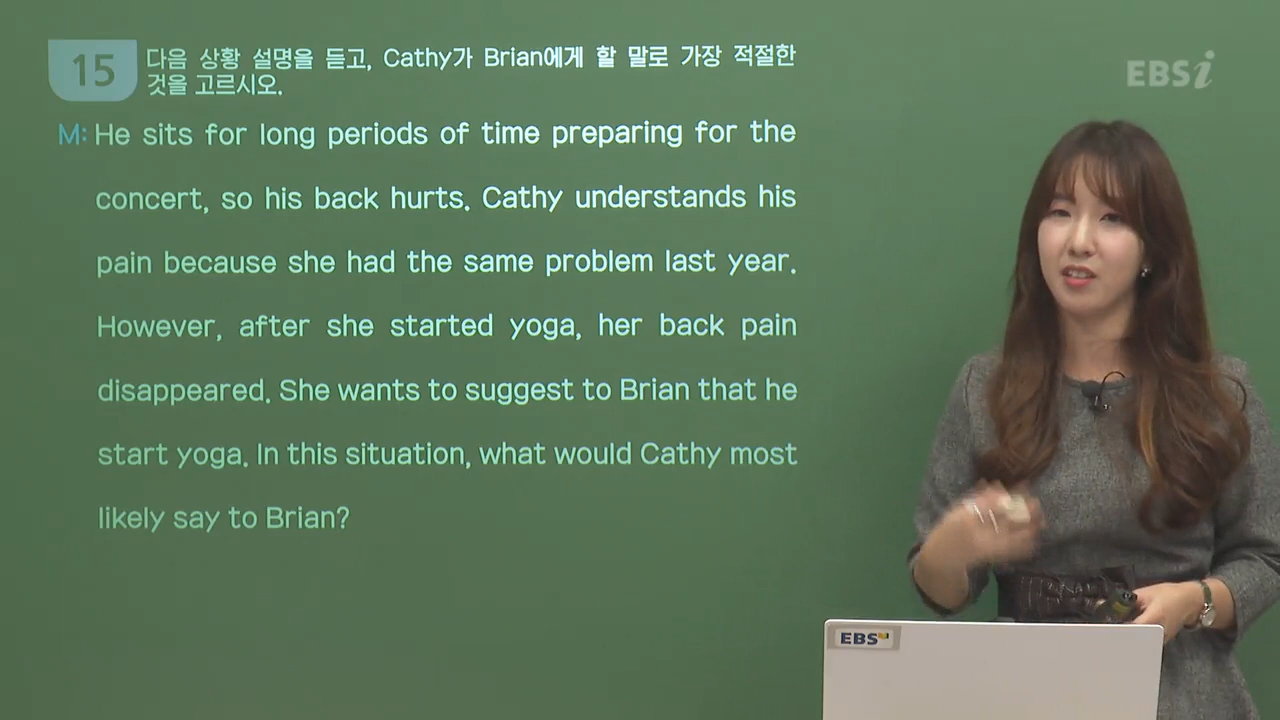 15
다음 상황 설명을 듣고, Cathy가 Brian에게 할 말로 가장 적절한
것을 고르시오.
EBSi
M: He sits for long periods of time preparing for the
concert, so his back hurts. Cathy understands his
pain because she had the same problem last year.
However, after she started yoga, her back pain
disappeared. She wants to suggest to Brian that he
start yoga. In this situation, what would Cathy most
likely say to Brian?
EBS